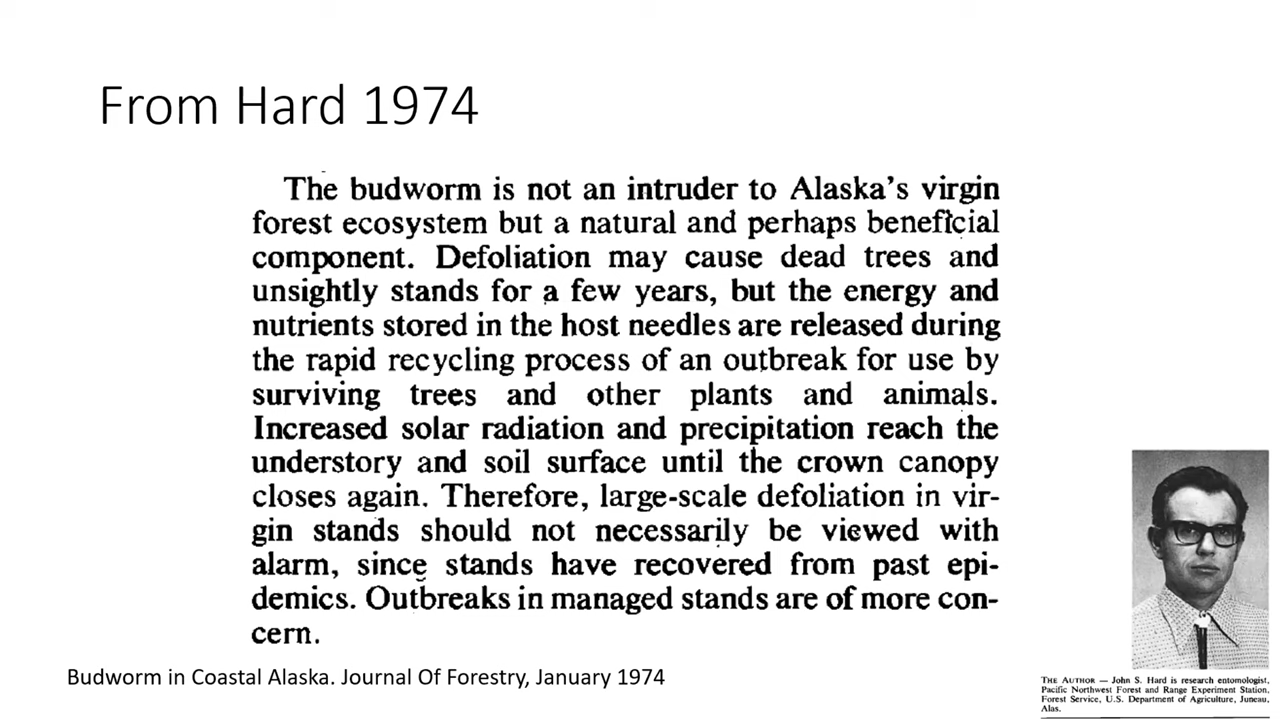 From Hard 1974
The budworm is not an intruder to Alaska's virgin
forest ecosystem but a natural and perhaps beneficial
component. Defoliation may cause dead trees and
unsightly stands for a few years, but the energy and
nutrients stored in the host needles are released during
the rapid recycling process of an outbreak for use by
surviving trees and other plants and animals.
Increased solar radiation and precipitation reach the
understory and soil surface until the crown canopy
closes again. Therefore, large-scale defoliation in vir-
gin stands should not necessarily be viewed with
alarm, since stands have recovered from past epi-
demics. Outbreaks in managed stands are of more con-
cern.
Budworm in Coastal Alaska. Journal Of Forestry, January 1974
THE AUTHOR — John S. Hard is research entomologist,
Pacific Northwest Forest and Range Experiment Station,
Forest Service, U.S. Department of Agriculture, Juneau,
Alas.